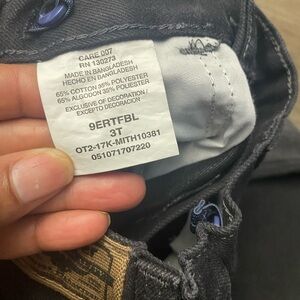 CARE 007
RN 130273
MADE IN BANGLADESH
HECHO EN BANGLADESH
65% COTTON 35% POLYESTER
65% ALGODON 35% POLIESTER
EXCLUSIVE OF DECORATION/
EXCEPTO DECORACION
9ERTFBL
3T
OT2-17K-MITH10381
051071707220